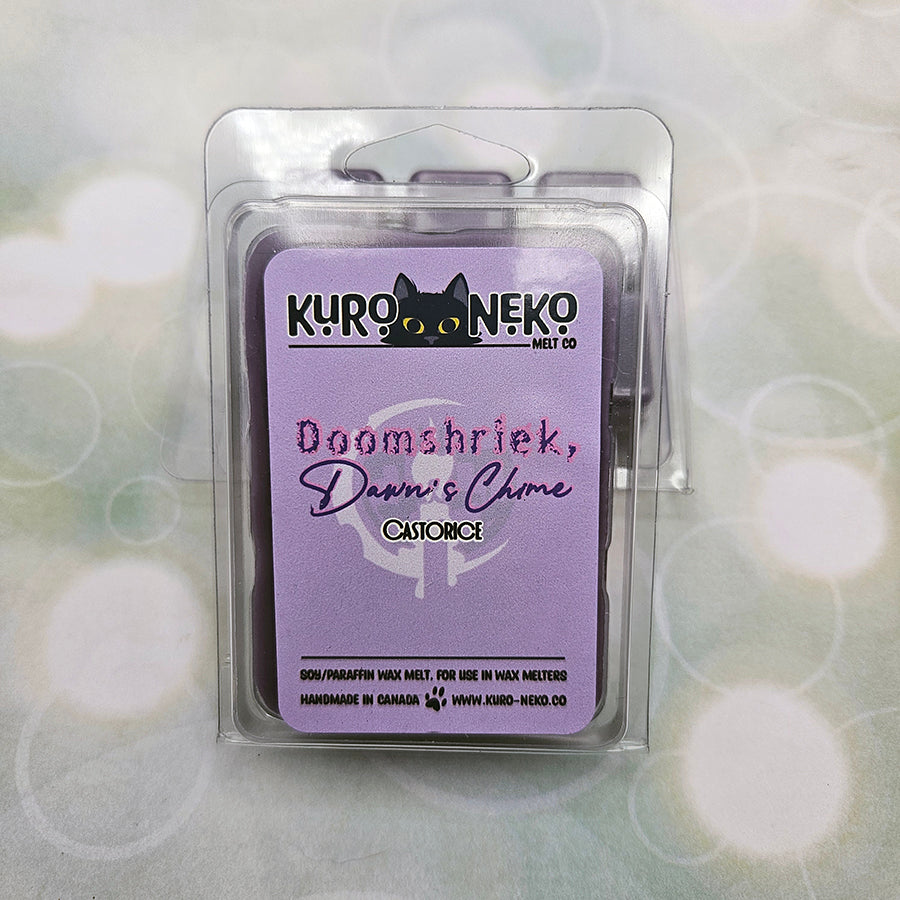 KURO NEKO
MELT CO
Doomshriek,
Dawn's Chime
CASTORICE
SOY/PARAFFIN WAX MELT. FOR USE IN WAX MELTERS
HANDMADE IN CANADA WWW.KURO-NEKO.CO